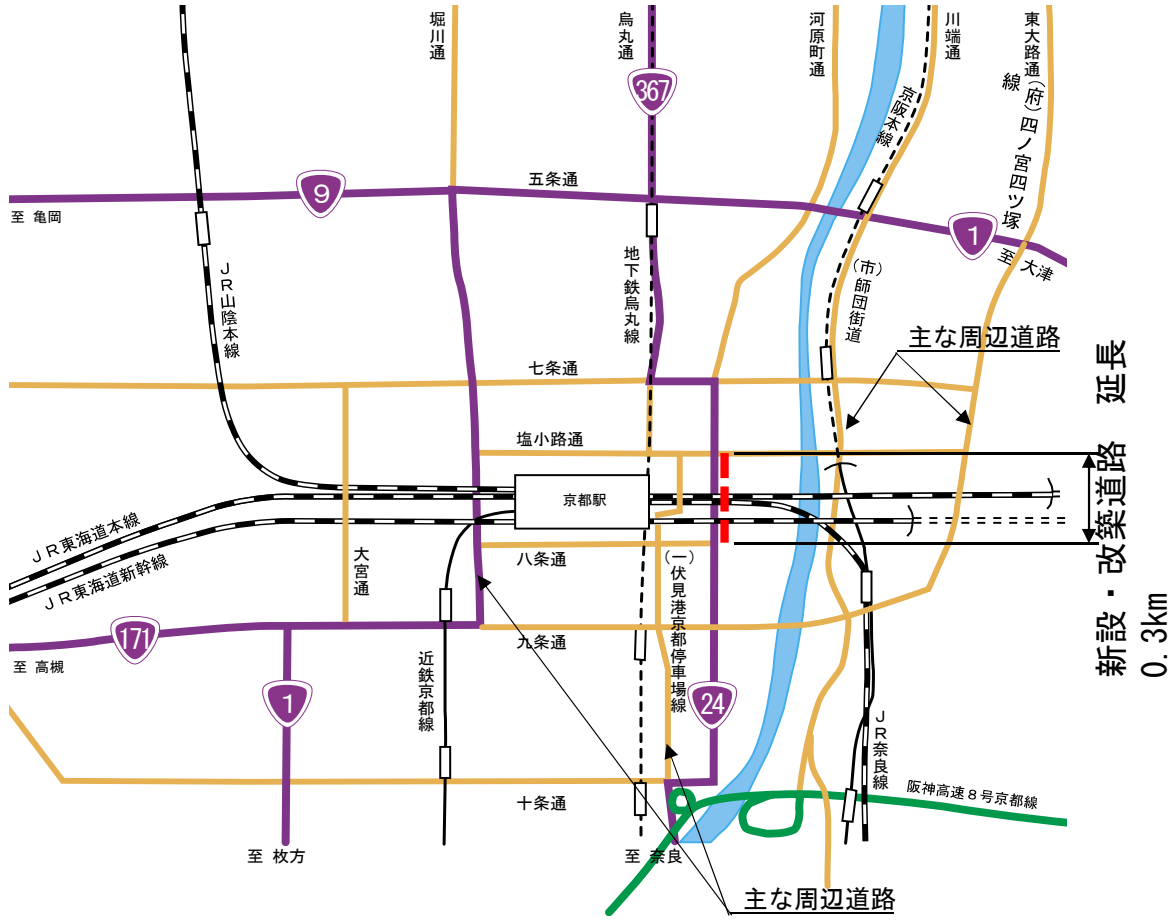 堀川通
烏丸通
河原町通
川端通
東大路通
(府)四ノ宮四ツ塚
線
367
京阪本線
9
五条通
至 亀岡
1
至 大津
JR山陰本線
地下鉄烏丸線
(市)師団街道
主な周辺道路
七条通
塩小路通
京都駅
新設・改築道路 延長
0.3km
JR東海道本線
JR東海道新幹線
大宮通
八条通
(一)伏見港京都停車場線
171
至 高槻
九条通
近鉄京都線
1
24
JR奈良線
阪神高速8号京都線
十条通
至 枚方
至 奈良
主な周辺道路